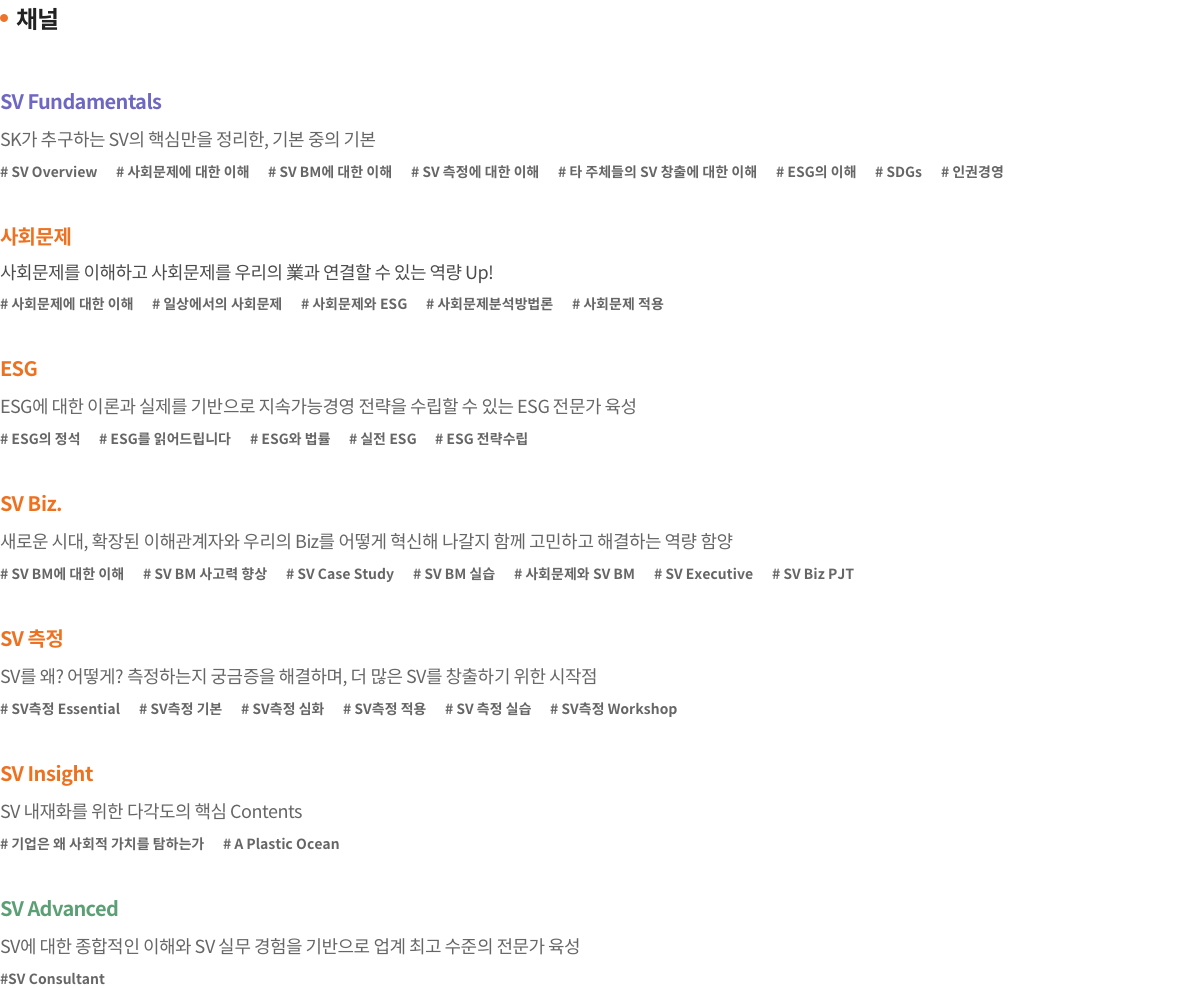 채널
SV Fundamentals
SK가 추구하는 SV의 핵심만을 정리한, 기본 중의 기본
# SV Overview # 사회문제에 대한 이해 # SV BM에 대한 이해 # SV 측정에 대한 이해 # 타 주체들의 SV 창출에 대한 이해 # ESG의 이해 # SDGs # 인권경영
사회문제
사회문제를 이해하고 사회문제를 우리의 業과 연결할 수 있는 역량 Up!
# 사회문제에 대한 이해 # 일상에서의 사회문제 # 사회문제와 ESG # 사회문제분석방법론 # 사회문제 적용
ESG
ESG에 대한 이론과 실제를 기반으로 지속가능경영 전략을 수립할 수 있는 ESG 전문가 육성
# ESG의 정석 # ESG를 읽어드립니다 # ESG와 법률 # 실전 ESG # ESG 전략수립
SV Biz.
새로운 시대, 확장된 이해관계자와 우리의 Biz를 어떻게 혁신해 나갈지 함께 고민하고 해결하는 역량 함양
# SV BM에 대한 이해 # SV BM 사고력 향상 # SV Case Study # SV BM 실습 # 사회문제와 SV BM # SV Executive # SV Biz PJT
SV 측정
SV를 왜? 어떻게? 측정하는지 궁금증을 해결하며, 더 많은 SV를 창출하기 위한 시작점
# SV측정 Essential # SV측정 기본 # SV측정 심화 # SV측정 적용 # SV 측정 실습 # SV측정 Workshop
SV Insight
SV 내재화를 위한 다각도의 핵심 Contents
# 기업은 왜 사회적 가치를 탐하는가 # A Plastic Ocean
SV Advanced
SV에 대한 종합적인 이해와 SV 실무 경험을 기반으로 업계 최고 수준의 전문가 육성
#SV Consultant